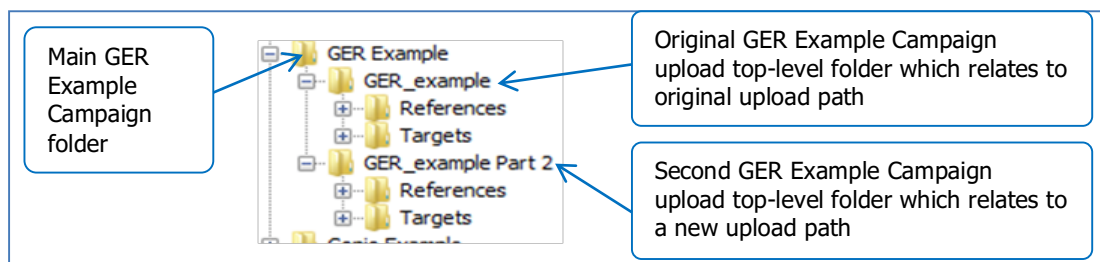 Main GER
Example
Campaign
folder
GER Example
GER_example
References
Targets
GER_example Part 2
References
Targets
Original GER Example Campaign
upload top-level folder which relates to
original upload path
Second GER Example Campaign
upload top-level folder which relates to
a new upload path